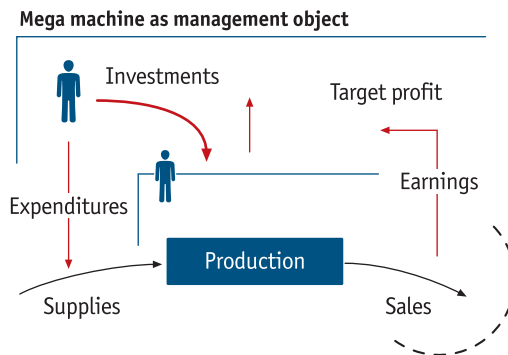 Mega machine as management object
Investments
Target profit
Expenditures
Earnings
Production
Supplies
Sales